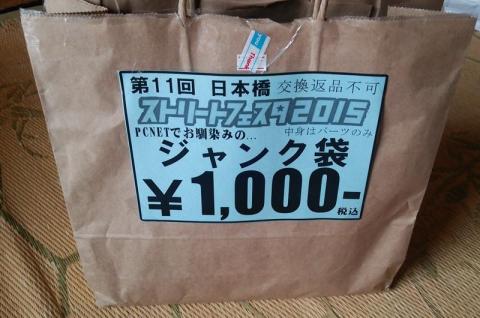 第11回 日本橋 交換返品不可
ストリートフェスタ2015
PCNETでお馴染みの... 中身はパーツのみ
ジャンク袋
¥1,000-
税込